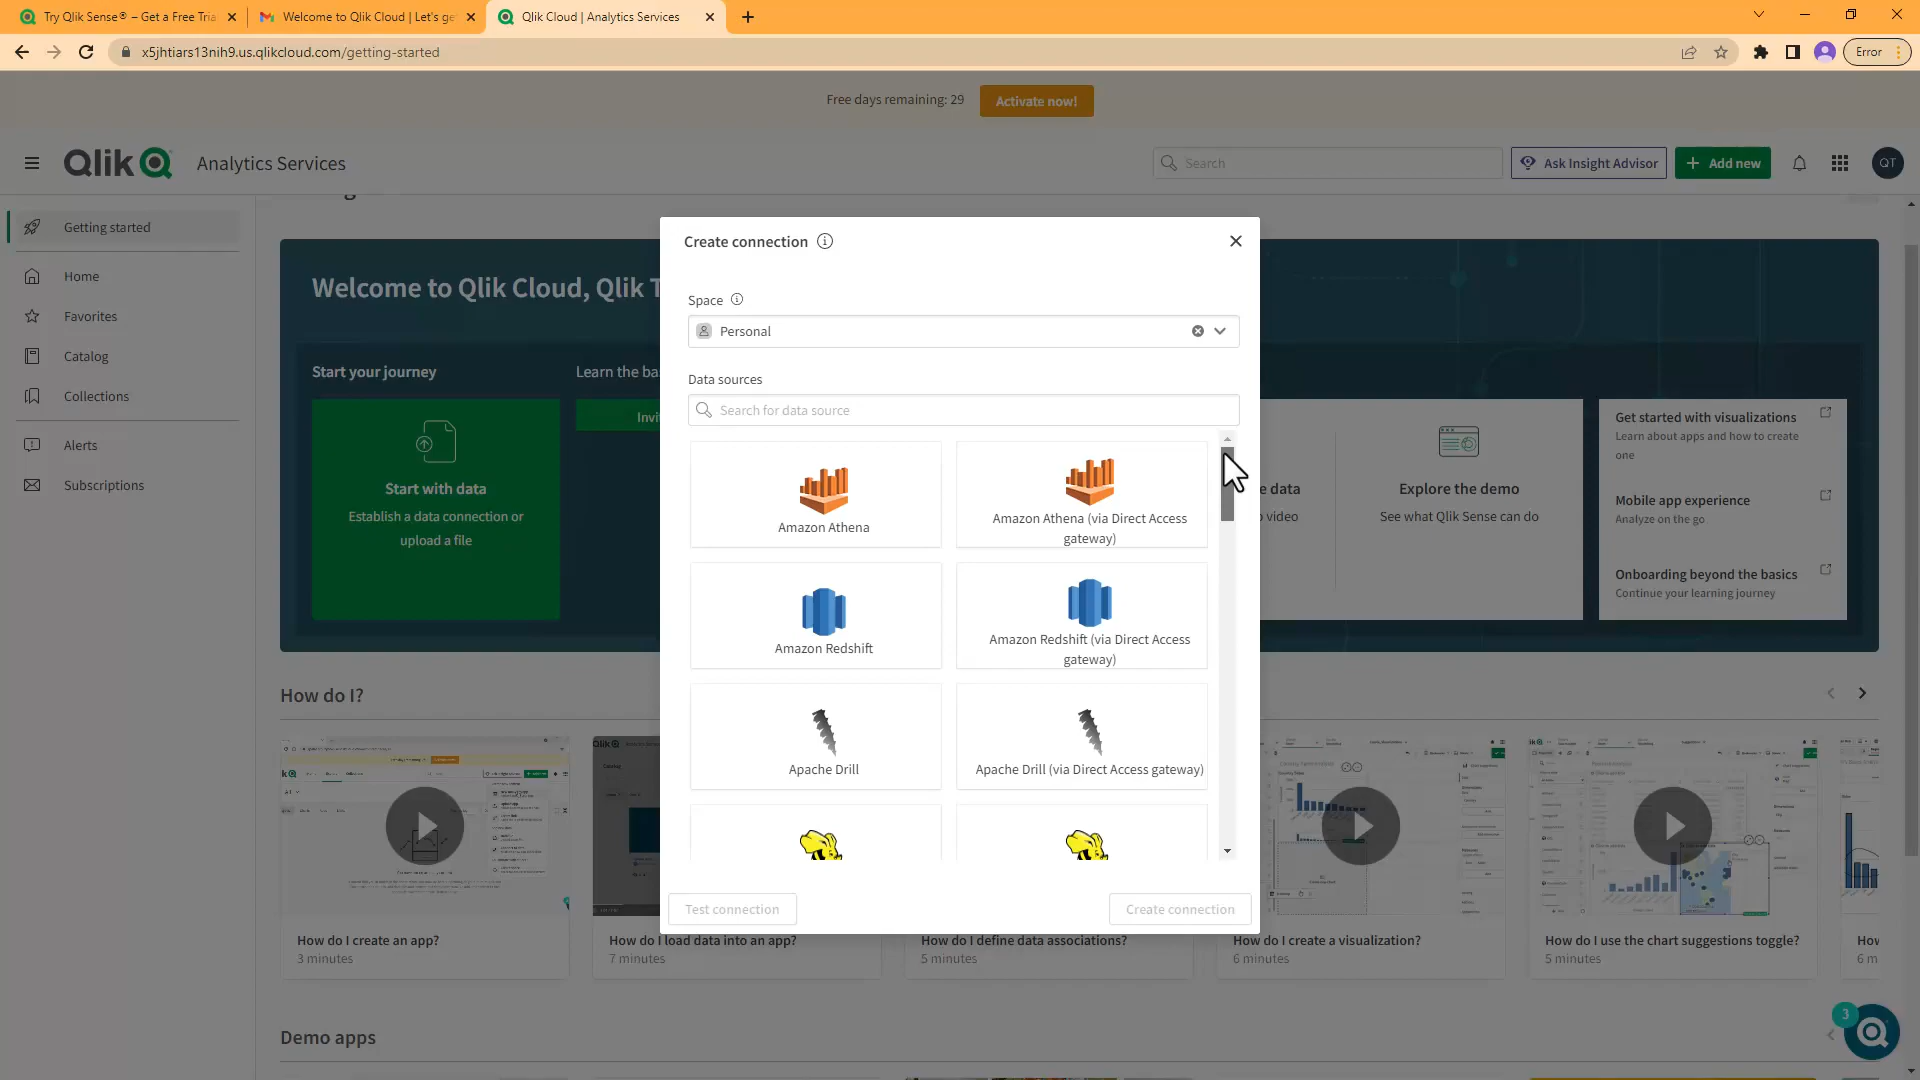 Try Qlik Sense® – Get a Free Tria
Welcome to Qlik Cloud | Let's ge
Qlik Cloud | Analytics Services
x5jhtiars13nih9.us.qlikcloud.com/getting-started
Error
Free days remaining: 29
Activate now!
Qlik
Analytics Services
Search
Ask Insight Advisor
Add new
QT
Getting started
Home
Favorites
Catalog
Collections
Alerts
Subscriptions
Welcome to Qlik Cloud, Qlik T
Start your journey
Learn the ba
Start with data
Establish a data connection or
upload a file
Invi
Create connection
Space
Personal
Data sources
Search for data source
Amazon Athena
Amazon Athena (via Direct Access
gateway)
Amazon Redshift
Amazon Redshift (via Direct Access
gateway)
Apache Drill
Apache Drill (via Direct Access gateway)
Test connection
Create connection
e data
video
Explore the demo
See what Qlik Sense can do
Get started with visualizations
Learn about apps and how to create
one
Mobile app experience
Analyze on the go
Onboarding beyond the basics
Continue your learning journey
How do I?
How do I create an app?
3 minutes
How do I load data into an app?
7 minutes
How do I define data associations?
5 minutes
How do I create a visualization?
6 minutes
How do I use the chart suggestions toggle?
5 minutes
How
6 m
Demo apps
3